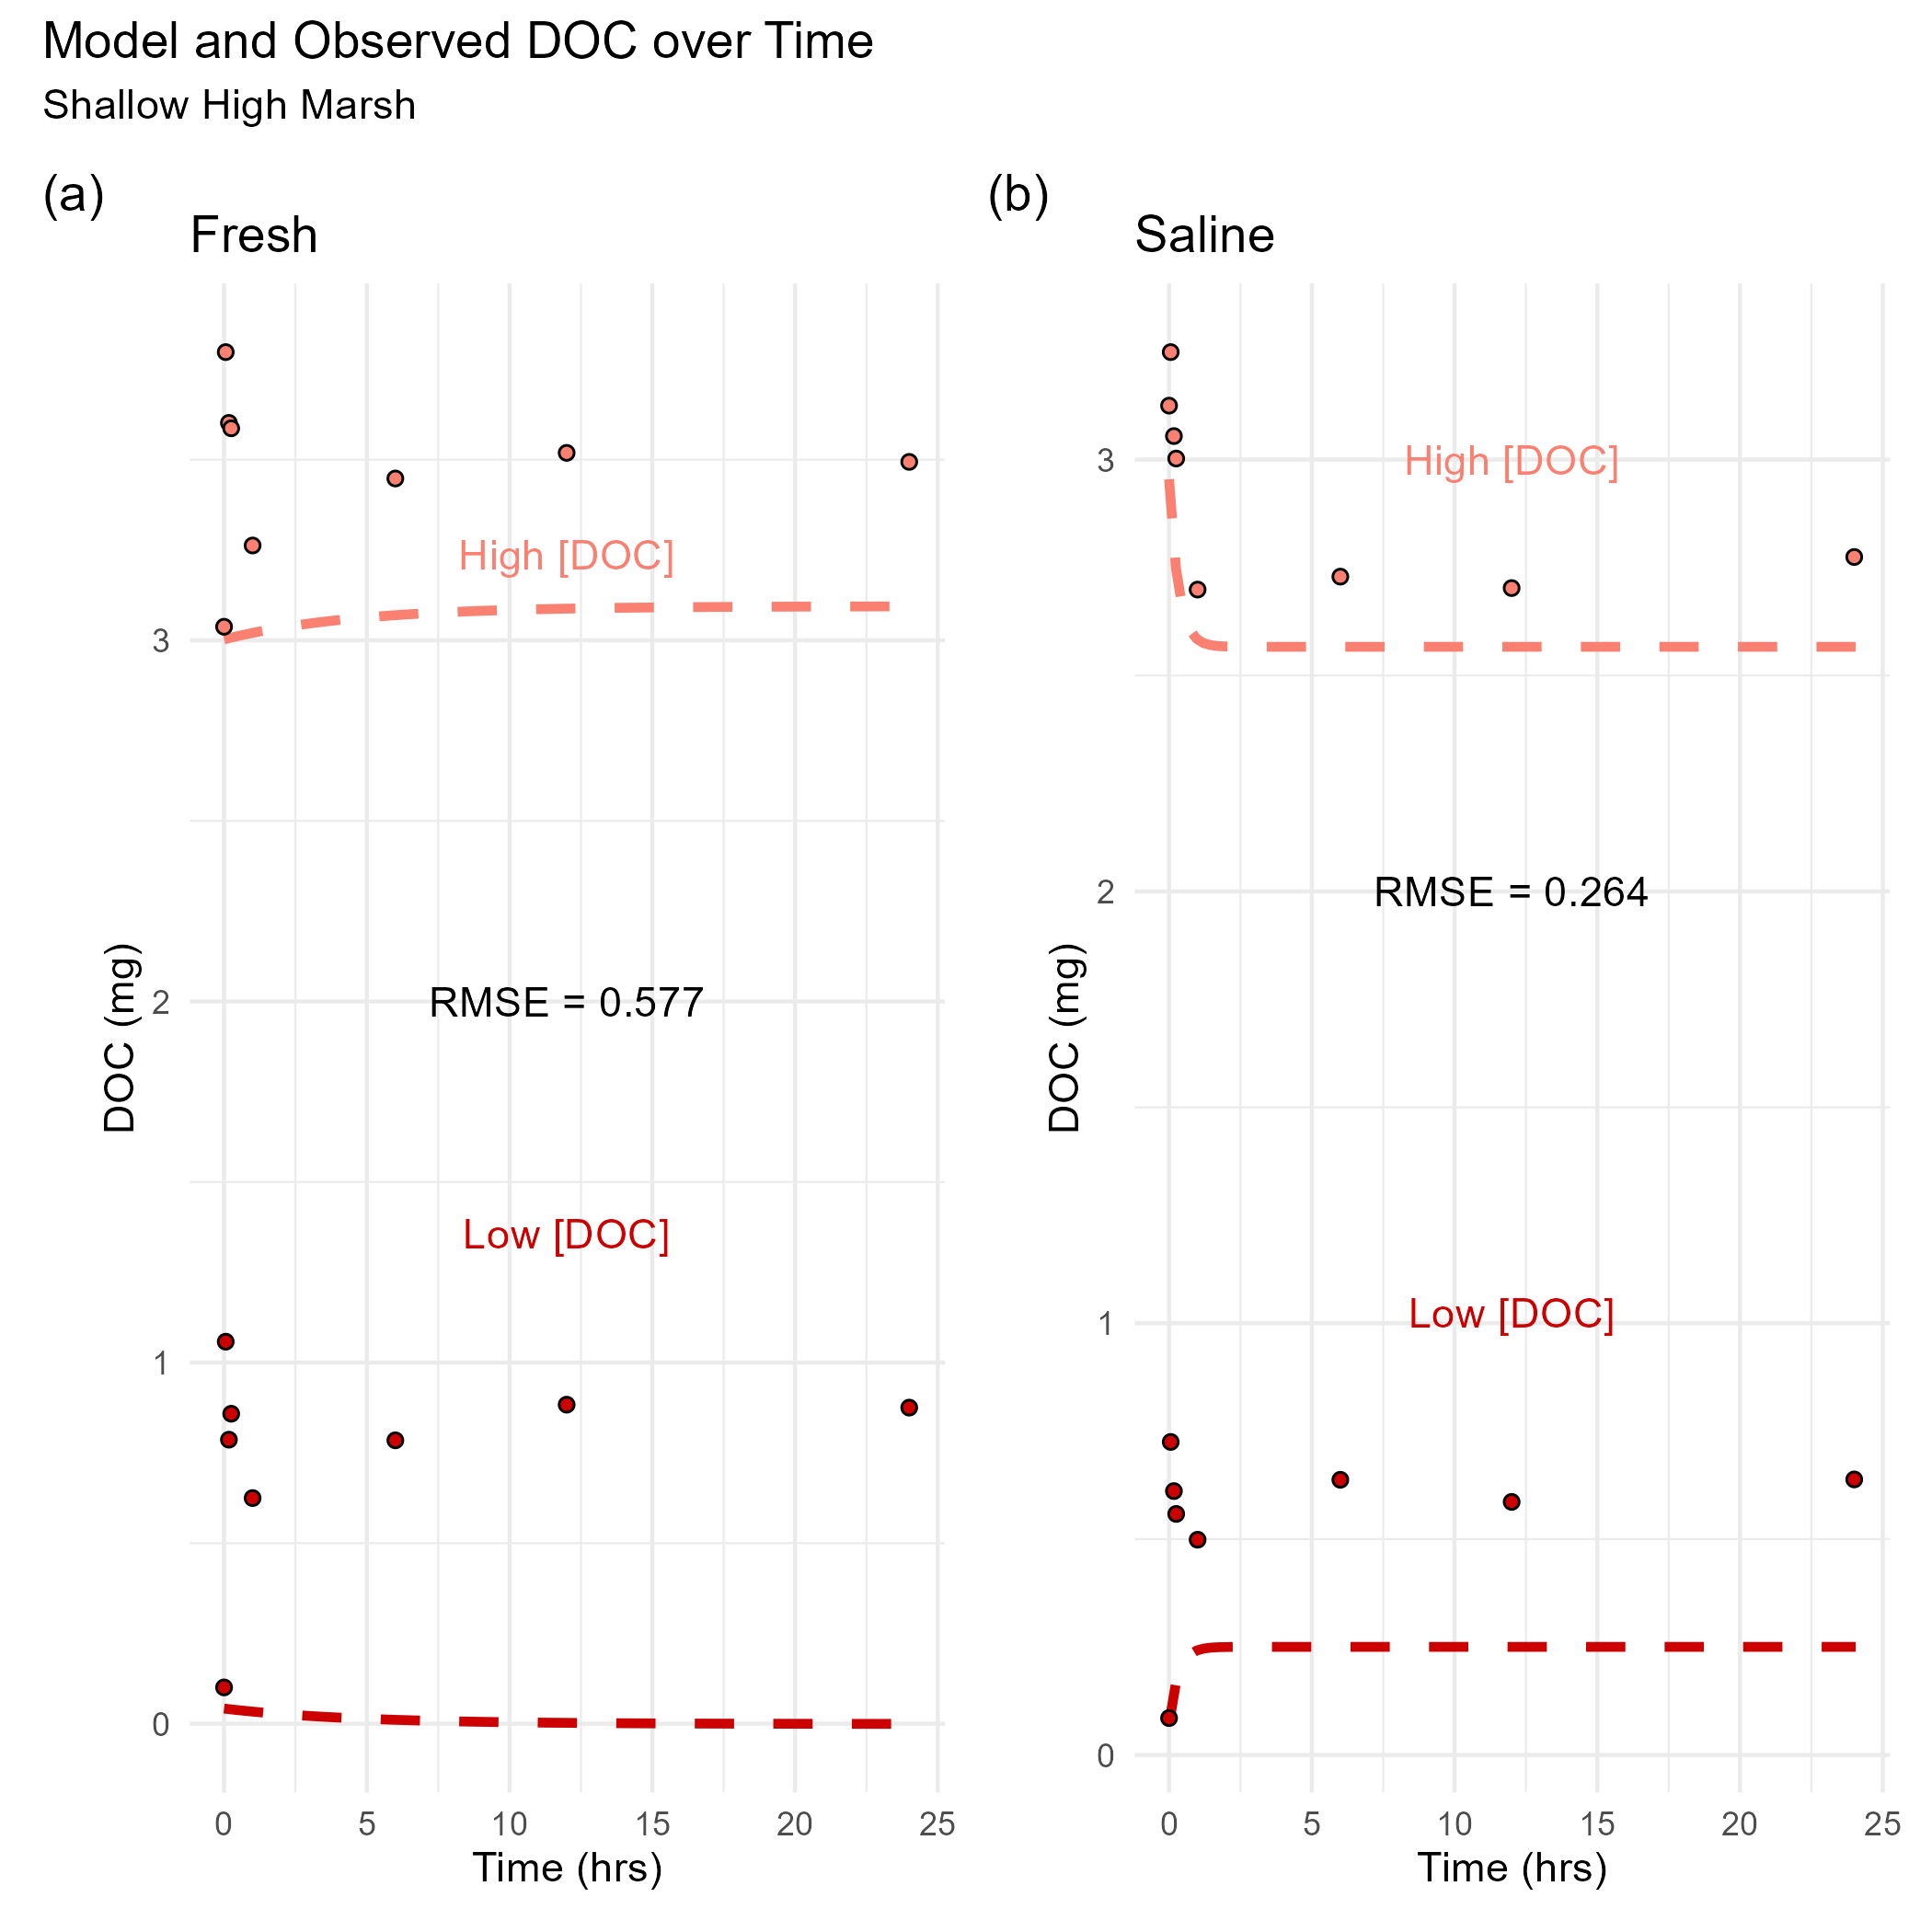 Model and Observed DOC over Time
Shallow High Marsh
(a)
Fresh
High [DOC]
3
RMSE = 0.577
2
DOC (mg)
Low [DOC]
1
0
0 5 10 15 20 25
Time (hrs)
(b)
Saline
High [DOC]
3
RMSE = 0.264
2
DOC (mg)
Low [DOC]
1
0
0 5 10 15 20 25
Time (hrs)